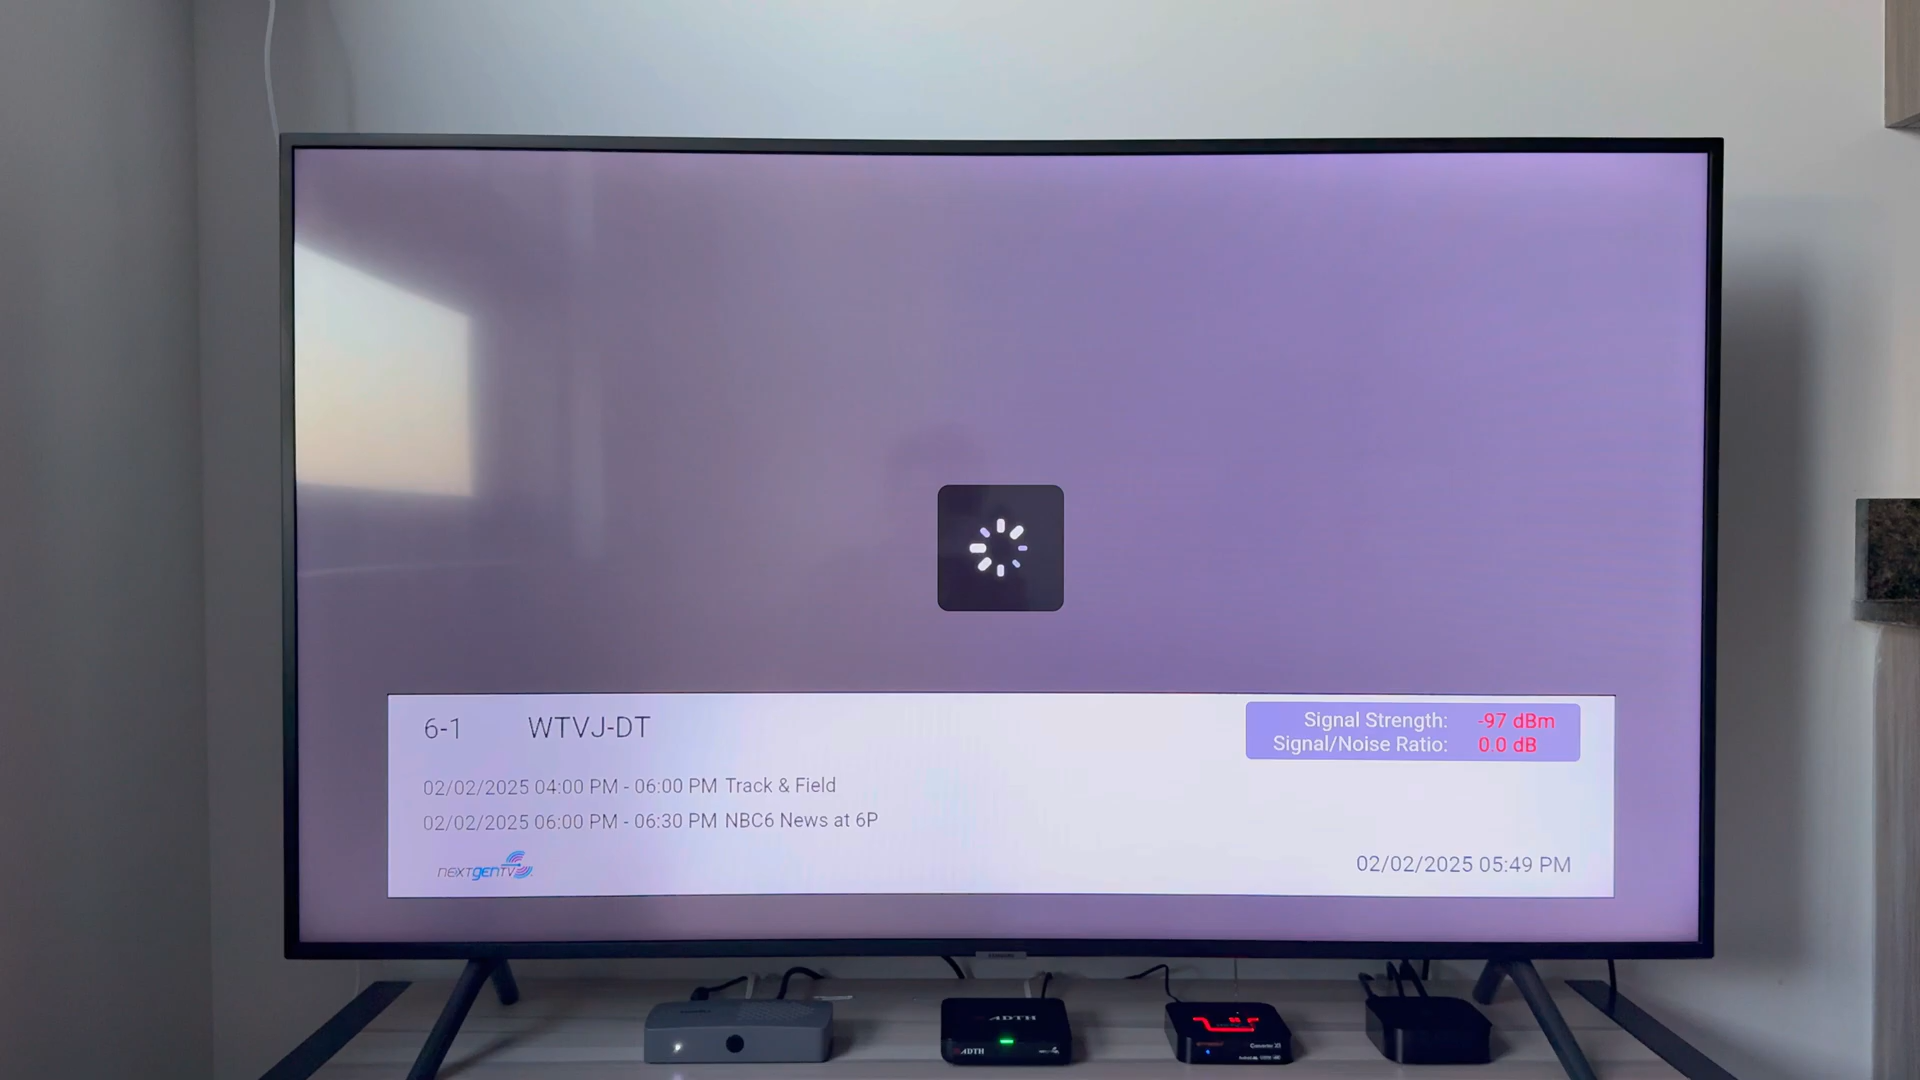 6-1 WTVJ-DT
Signal Strength: -97 dBm
Signal/Noise Ratio: 0.0 dB
02/02/2025 04:00 PM - 06:00 PM Track & Field
02/02/2025 06:00 PM - 06:30 PM NBC6 News at 6P
NEXTGENTV
02/02/2025 05:49 PM
ADTH
ADTH